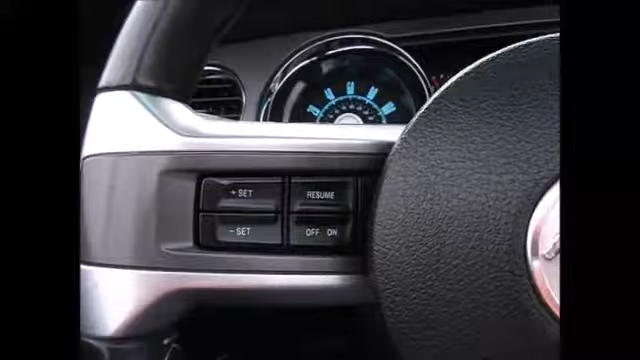 + SET RESUME
- SET OFF ON